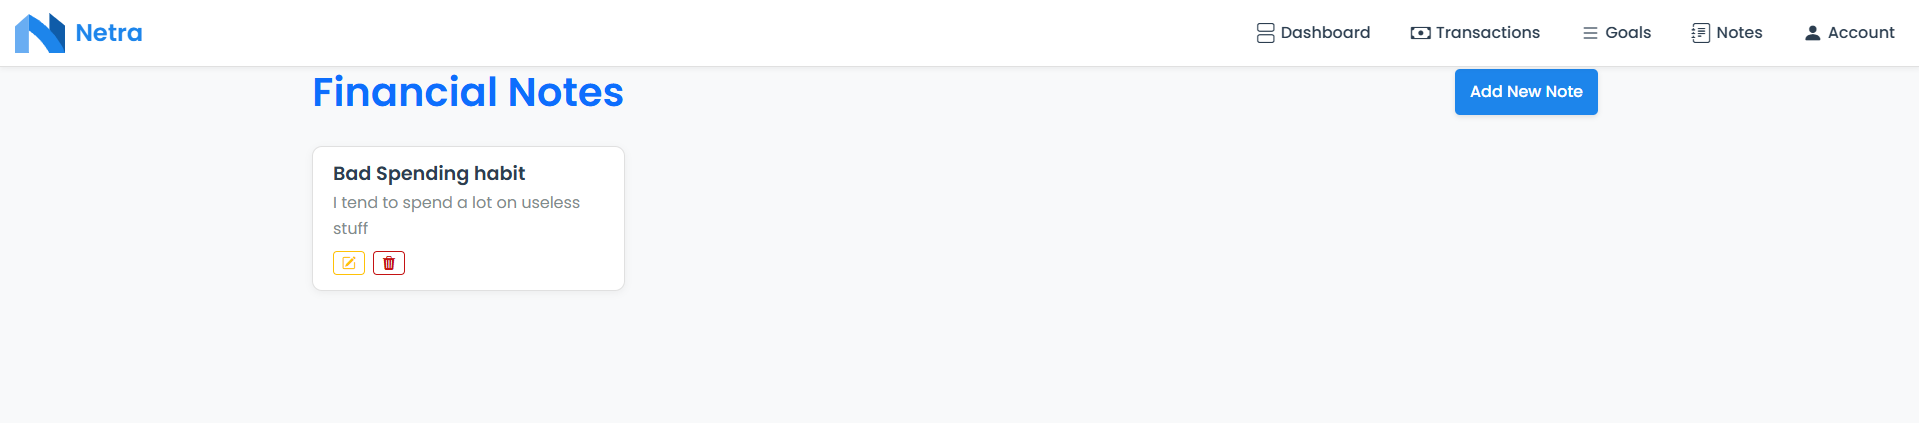 Netra
Dashboard
Transactions
Goals
Notes
Account
Financial Notes
Add New Note
Bad Spending habit
I tend to spend a lot on useless
stuff